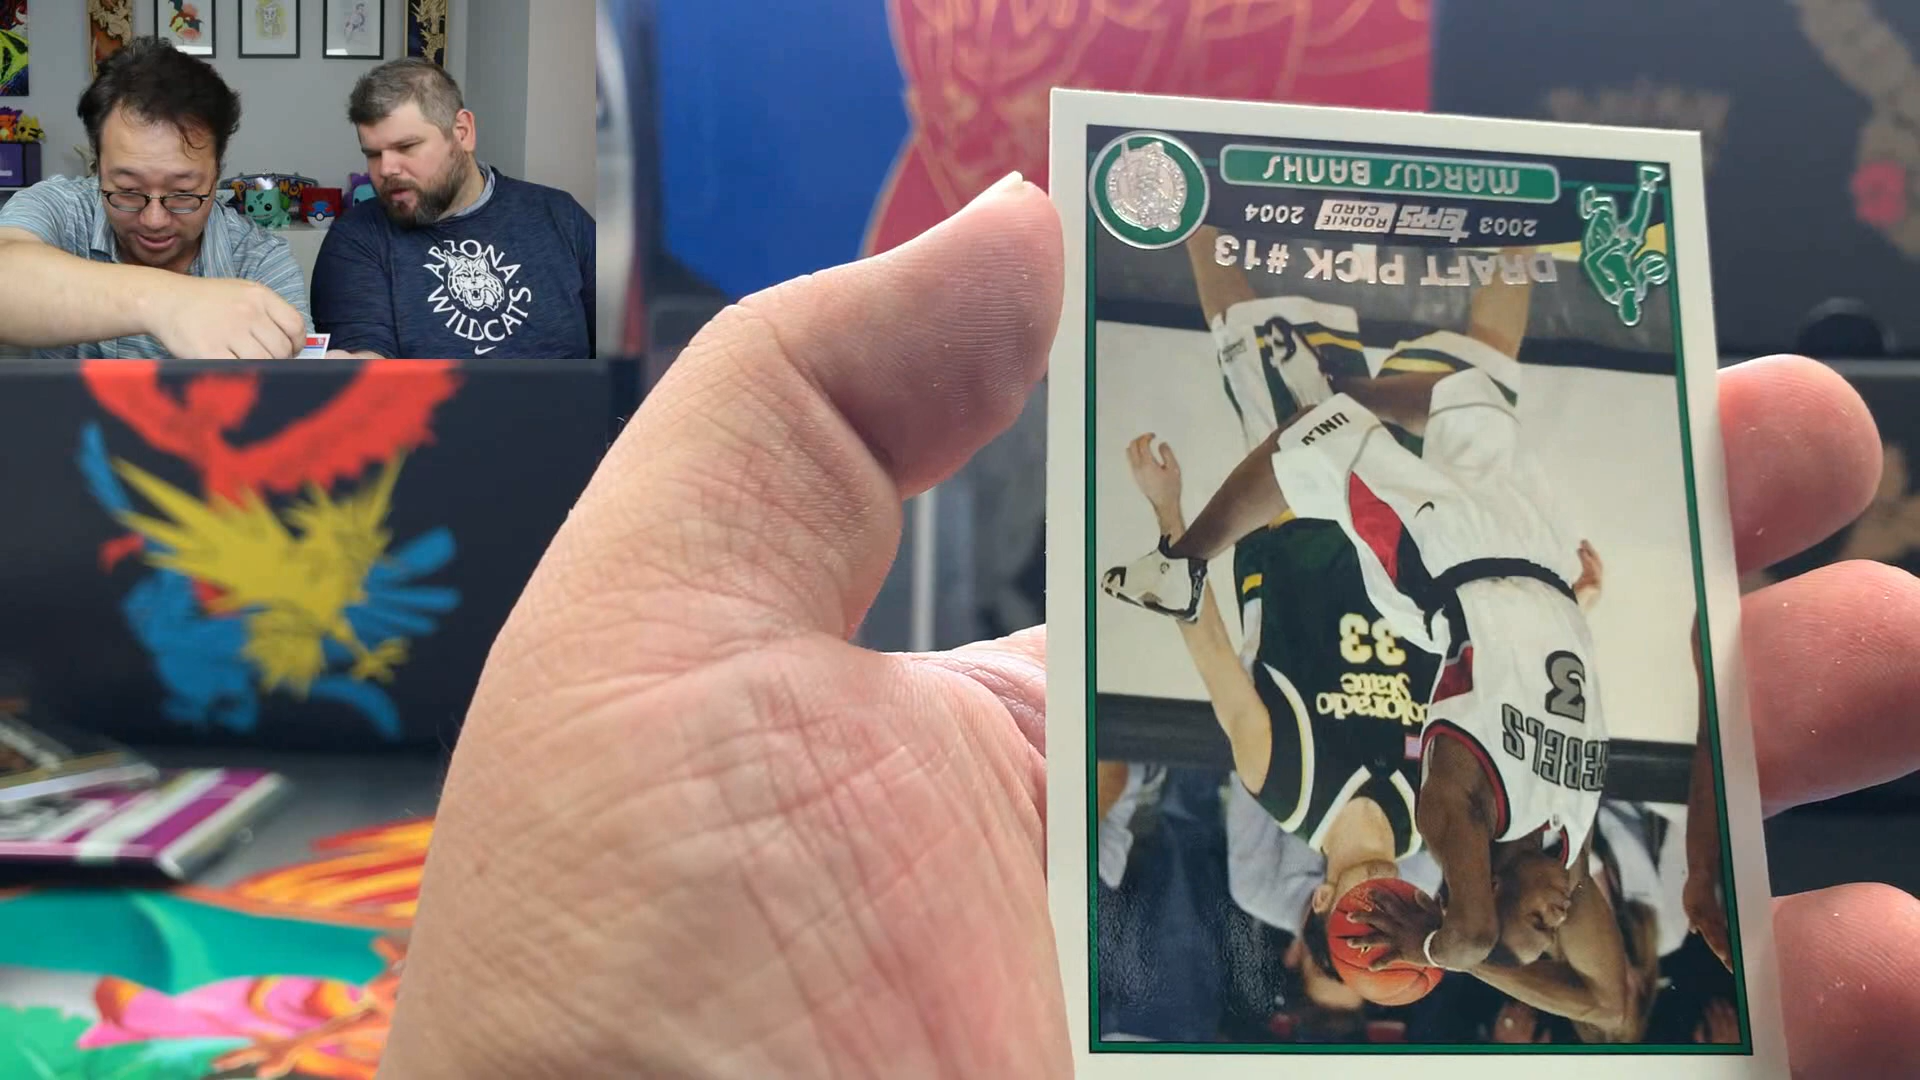 ARIZONA
WILDCATS
MARCUS BANKS
2003 topps ROOKIE CARD 2004
DRAFT PICK #13
UNLV
33
Colorado
State
3
REBELS